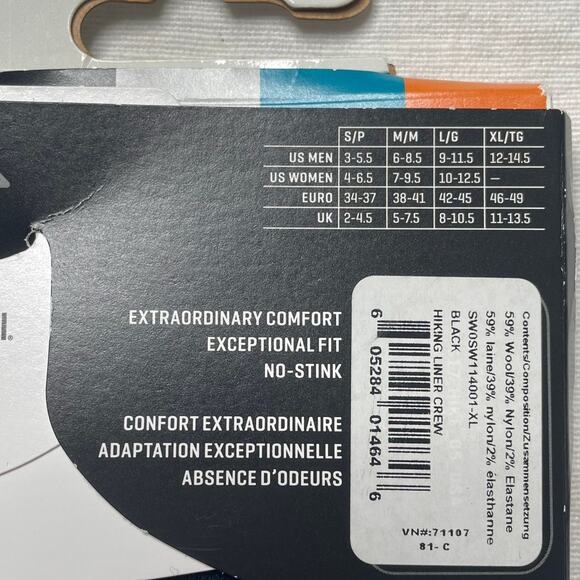 S/P M/M L/G XL/TG
US MEN 3-5.5 6-8.5 9-11.5 12-14.5
US WOMEN 4-6.5 7-9.5 10-12.5 —
EURO 34-37 38-41 42-45 46-49
UK 2-4.5 5-7.5 8-10.5 11-13.5
EXTRAORDINARY COMFORT
EXCEPTIONAL FIT
NO-STINK
CONFORT EXTRAORDINAIRE
ADAPTATION EXCEPTIONNELLE
ABSENCE D'ODEURS
Contents/Composition/Zusammensetzung
59% Wool/39% Nylon/2% Elastane
59% laine/39% nylon/2% élasthanne
SW0SW114001-XL
BLACK
HIKING LINER CREW
6 05284 01464 6
VN#:71107
81- C